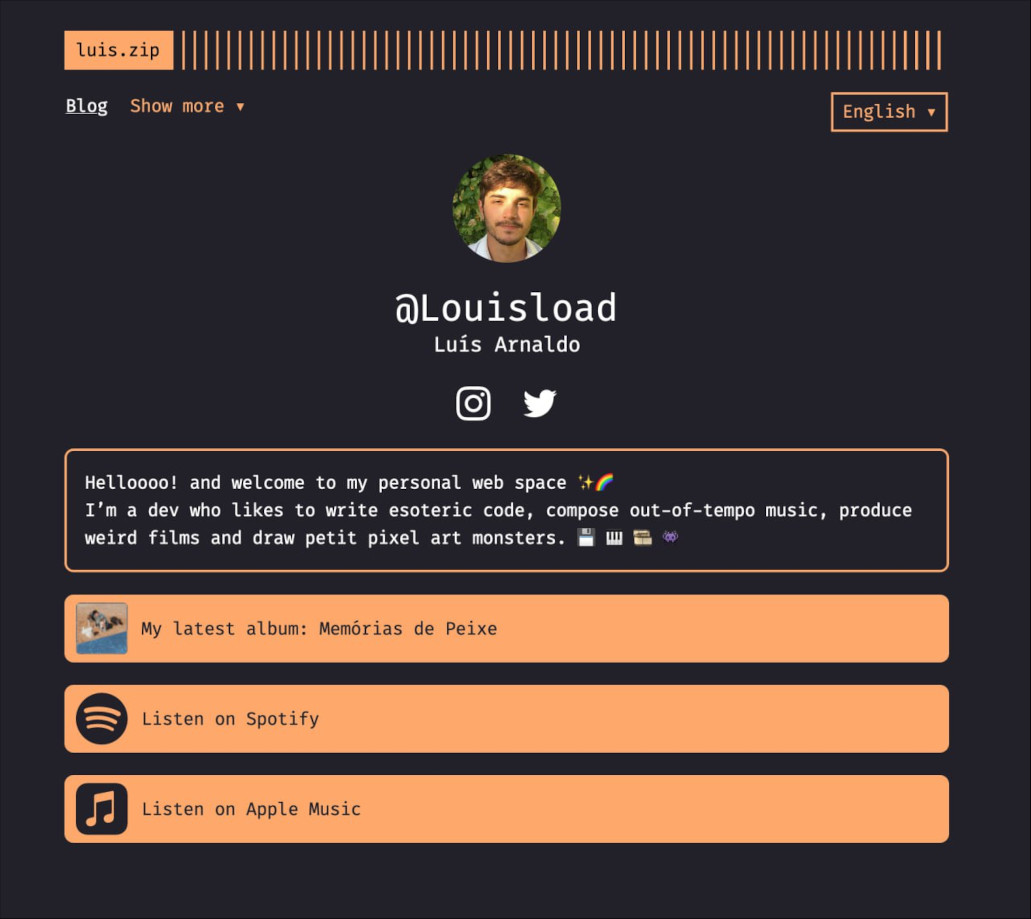 luis.zip
Blog Show more ▾
English ▾
@Louisload
Luís Arnaldo
Helloooo! and welcome to my personal web space ✨🌈
I’m a dev who likes to write esoteric code, compose out-of-tempo music, produce
weird films and draw petit pixel art monsters. 💾 🎹 🗃️ 👾
My latest album: Memórias de Peixe
Listen on Spotify
Listen on Apple Music